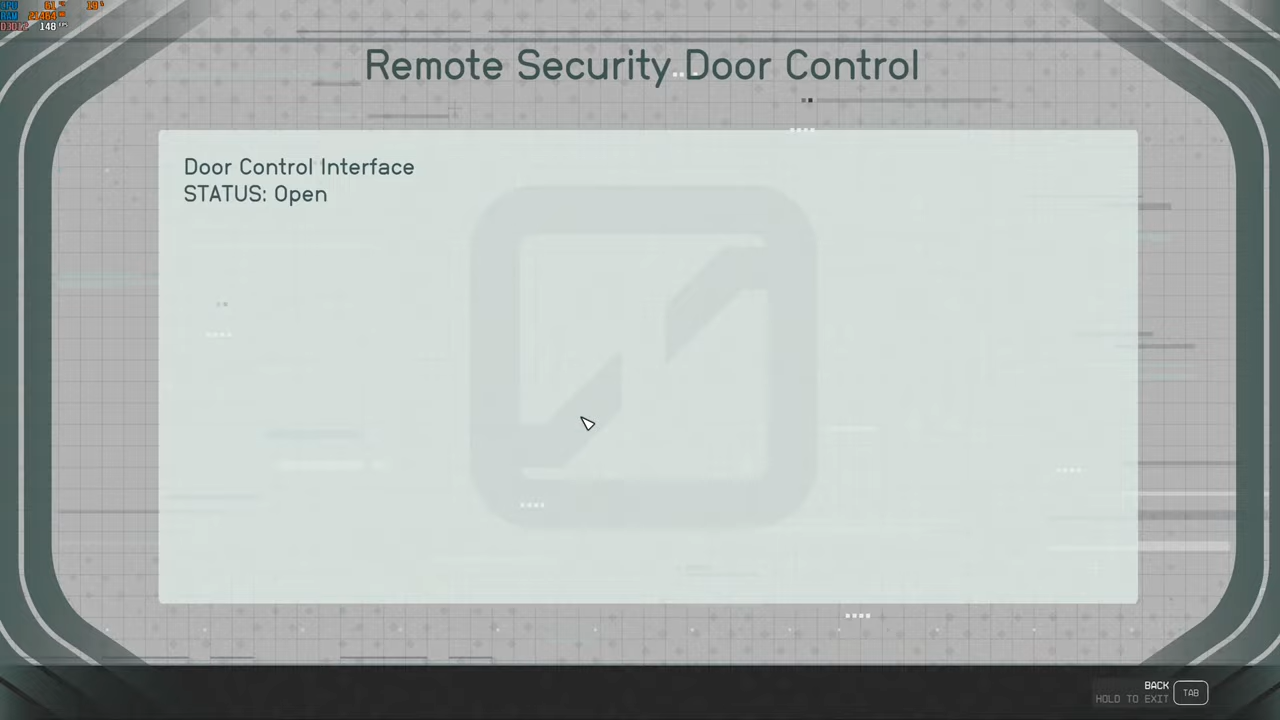 Remote Security Door Control
Door Control Interface
STATUS: Open
BACK
HOLD TO EXIT
TAB